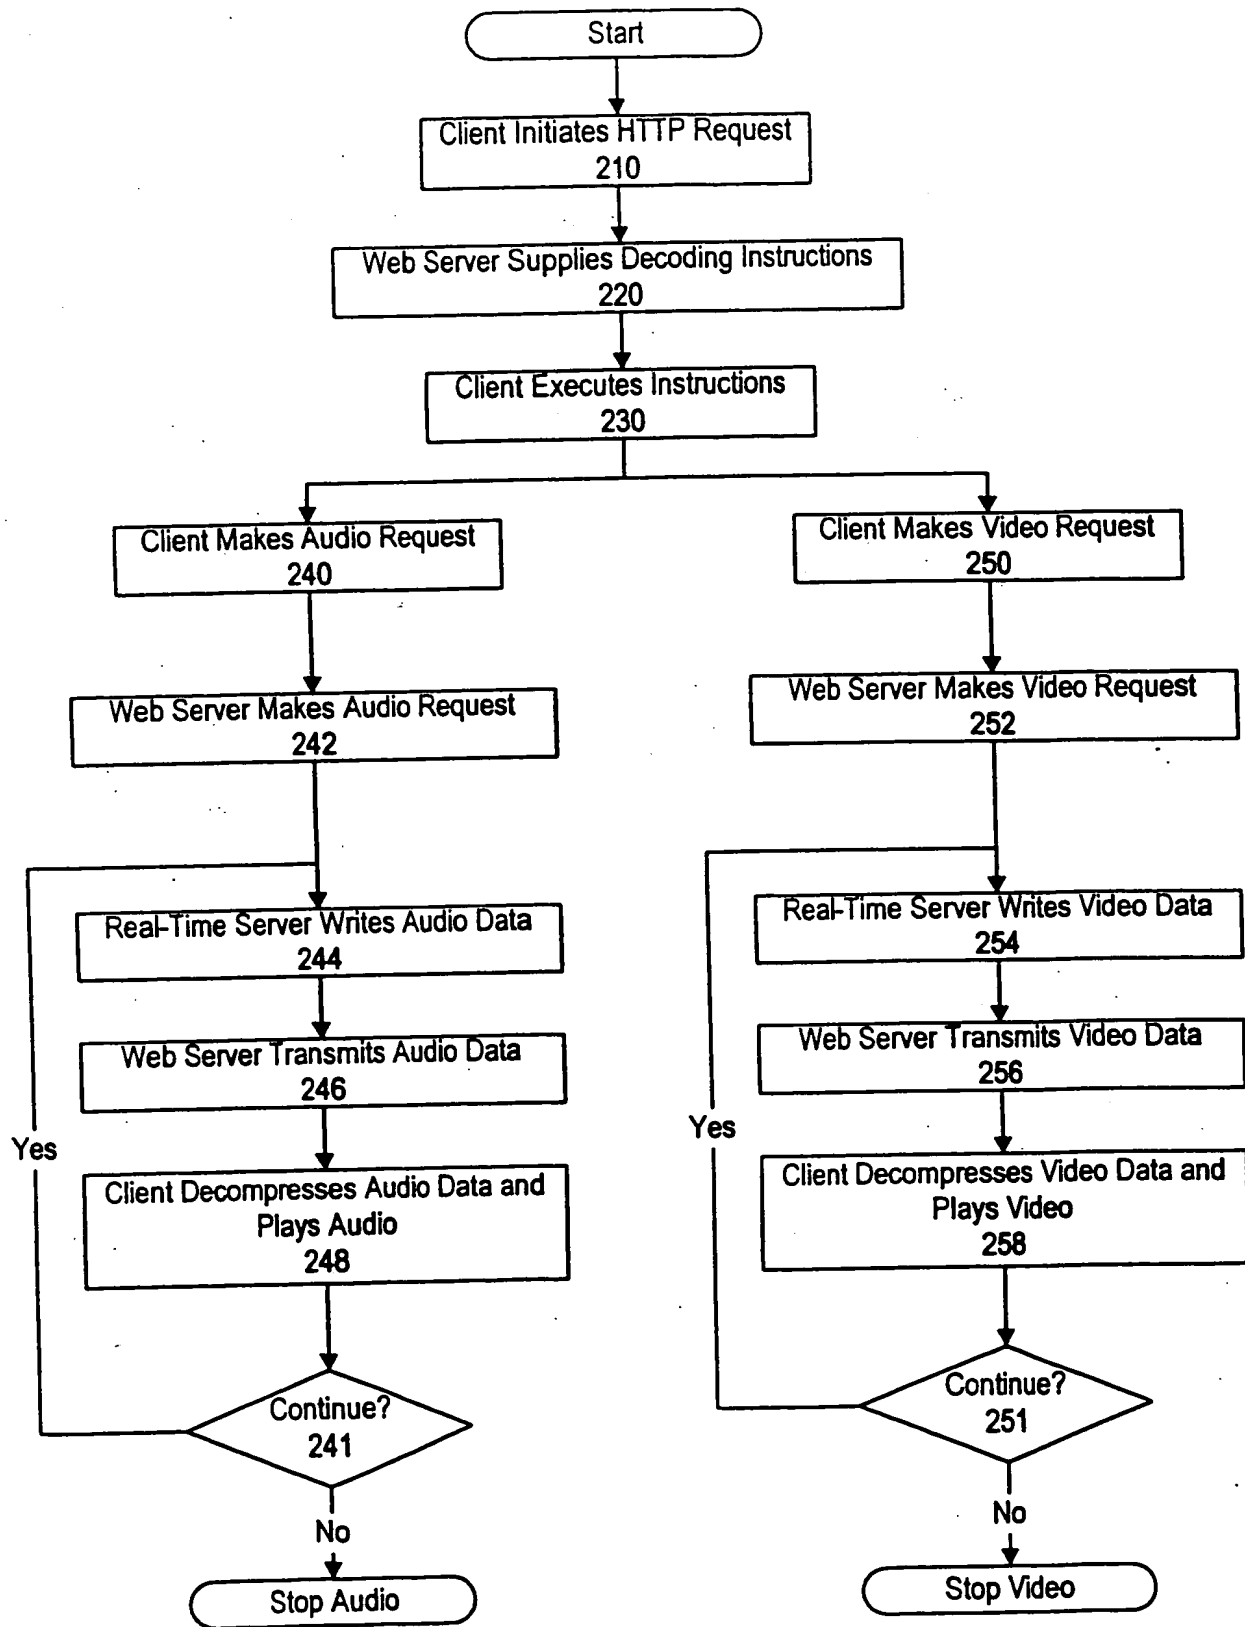 Start
Client Initiates HTTP Request
210
Web Server Supplies Decoding Instructions
220
Client Executes Instructions
230
Client Makes Audio Request
240
Web Server Makes Audio Request
242
Real-Time Server Writes Audio Data
244
Web Server Transmits Audio Data
246
Client Decompresses Audio Data and
Plays Audio
248
Continue?
241
Yes
No
Stop Audio
Client Makes Video Request
250
Web Server Makes Video Request
252
Real-Time Server Writes Video Data
254
Web Server Transmits Video Data
256
Client Decompresses Video Data and
Plays Video
258
Continue?
251
Yes
No
Stop Video